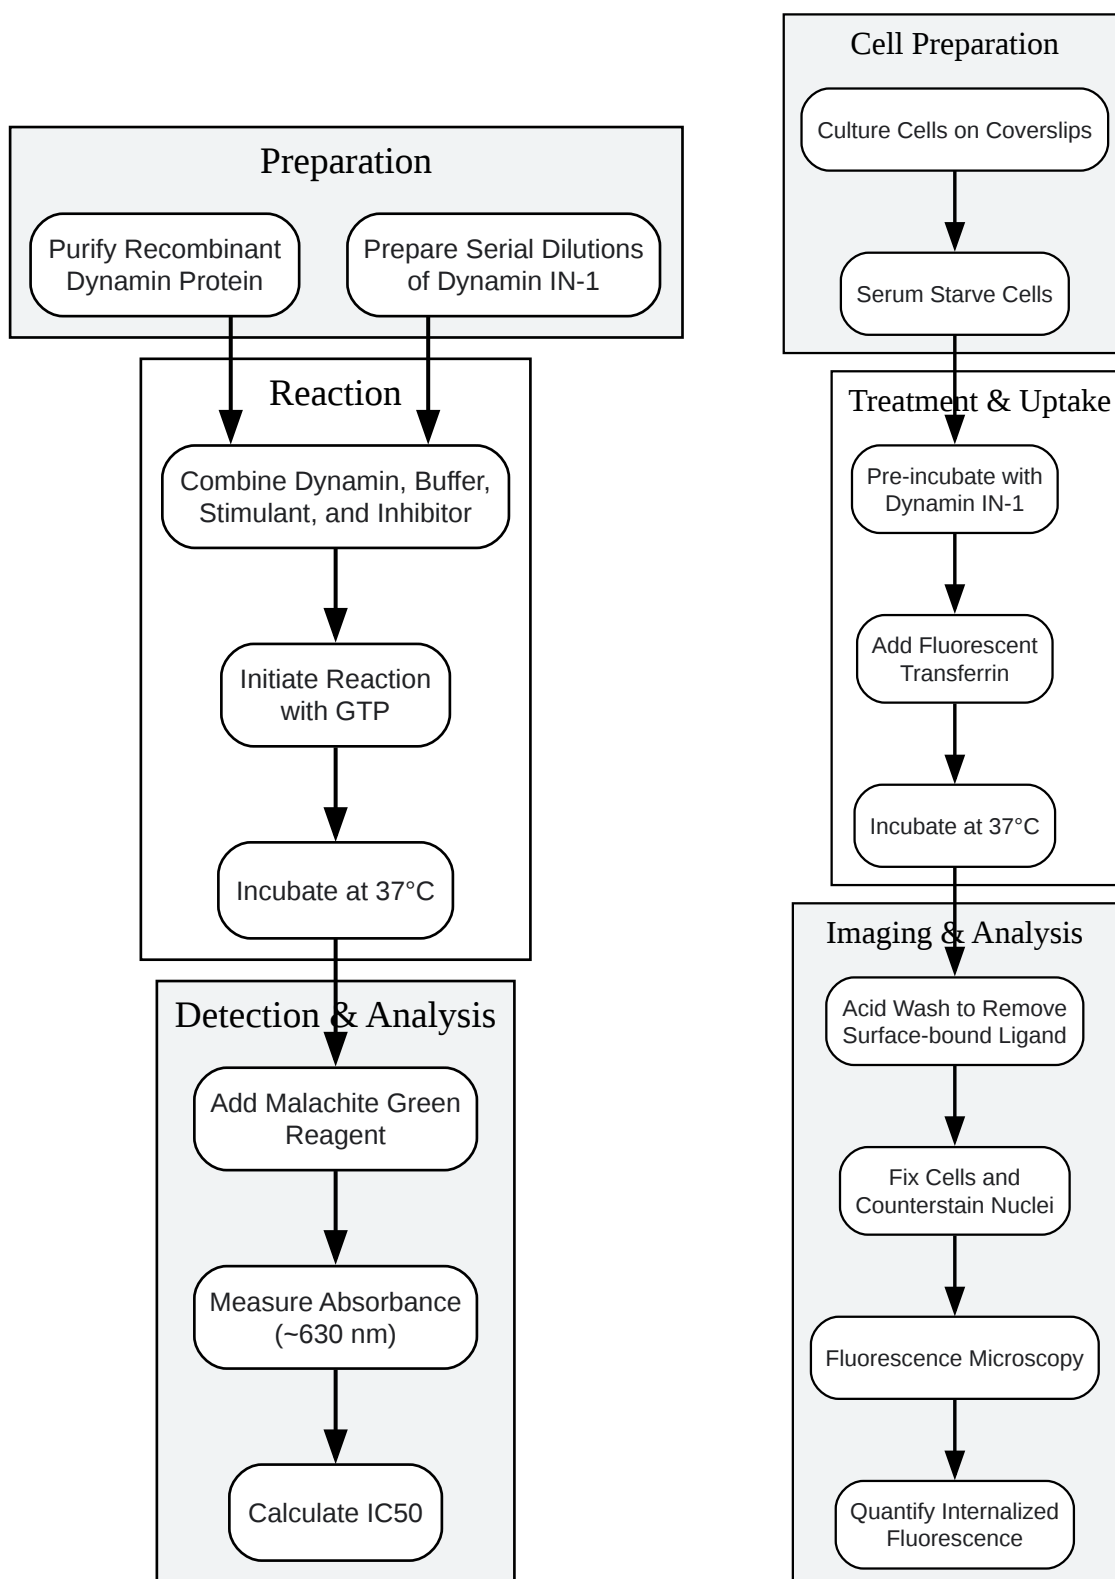 Preparation
Purify Recombinant
Dynamin Protein
Prepare Serial Dilutions
of Dynamin IN-1
Reaction
Combine Dynamin, Buffer,
Stimulant, and Inhibitor
Initiate Reaction
with GTP
Incubate at 37°C
Detection & Analysis
Add Malachite Green
Reagent
Measure Absorbance
(~630 nm)
Calculate IC50
Cell Preparation
Culture Cells on Coverslips
Serum Starve Cells
Treatment & Uptake
Pre-incubate with
Dynamin IN-1
Add Fluorescent
Transferrin
Incubate at 37°C
Imaging & Analysis
Acid Wash to Remove
Surface-bound Ligand
Fix Cells and
Counterstain Nuclei
Fluorescence Microscopy
Quantify Internalized
Fluorescence